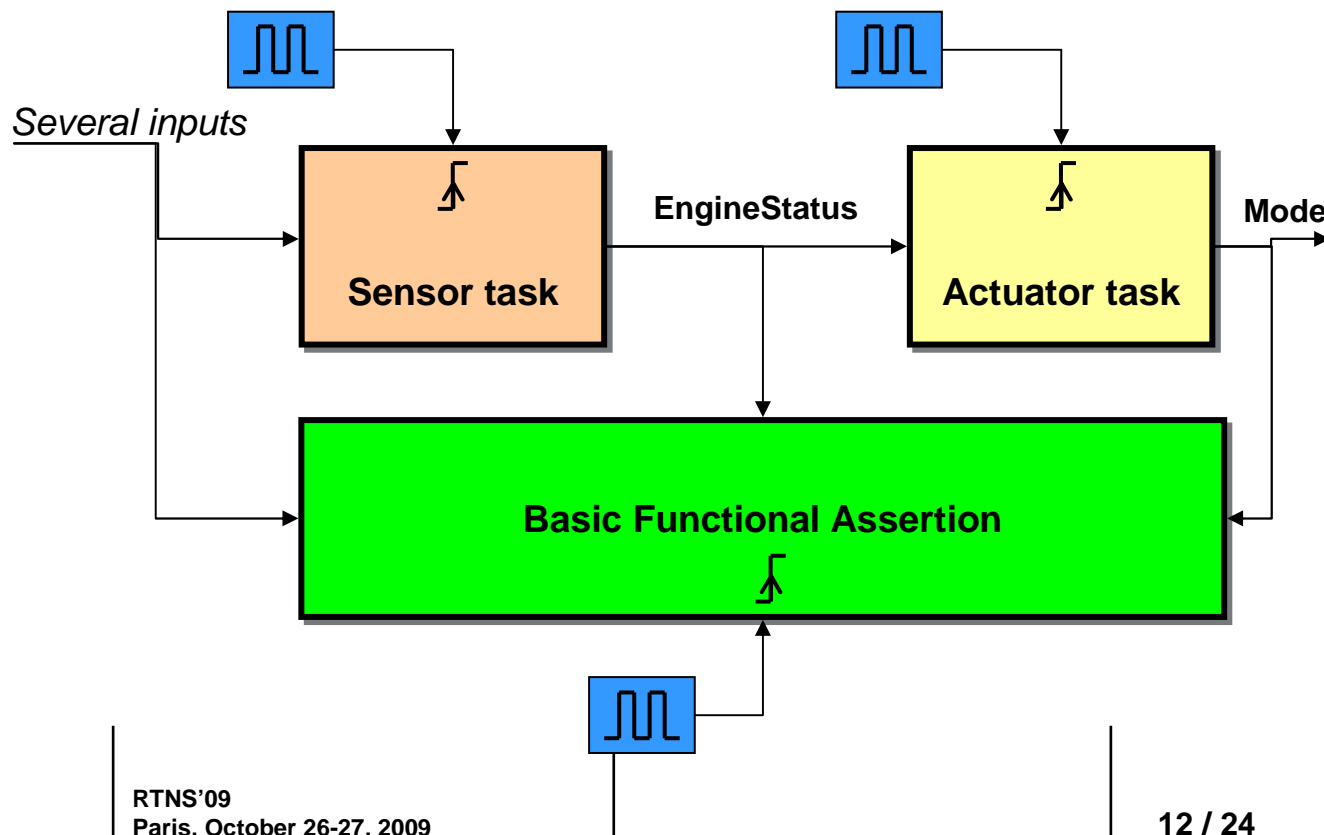 Several inputs
EngineStatus
Mode
Sensor task
Actuator task
Basic Functional Assertion
RTNS'09
Paris, October 26-27, 2009
12 / 24